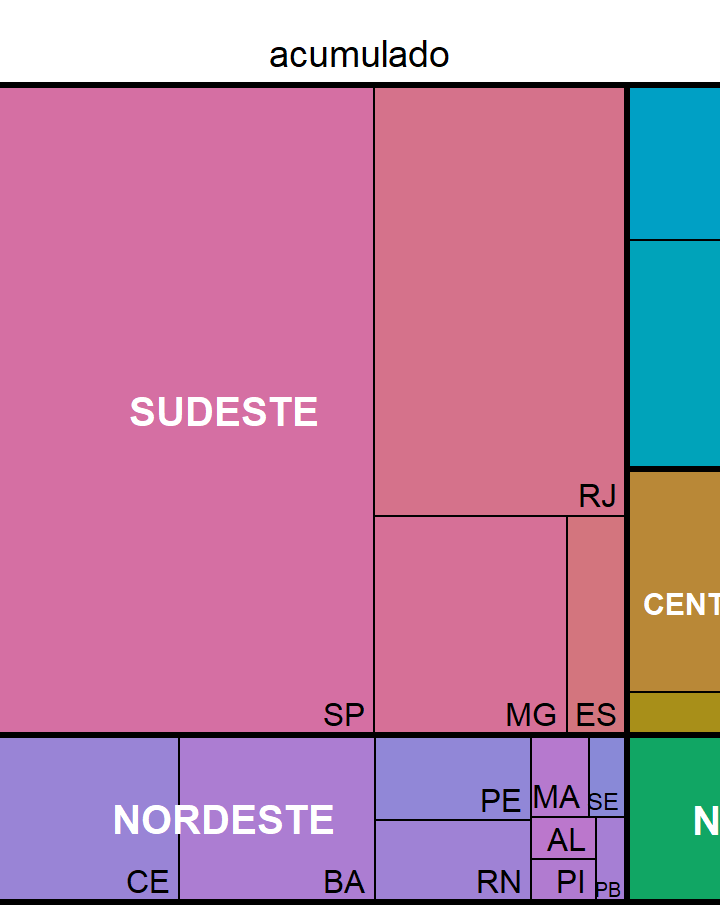 acumulado
SUDESTE
RJ
CENT
SP
MG
ES
PE
MA
SE
NORDESTE
N
AL
CE
BA
RN
PI
PB